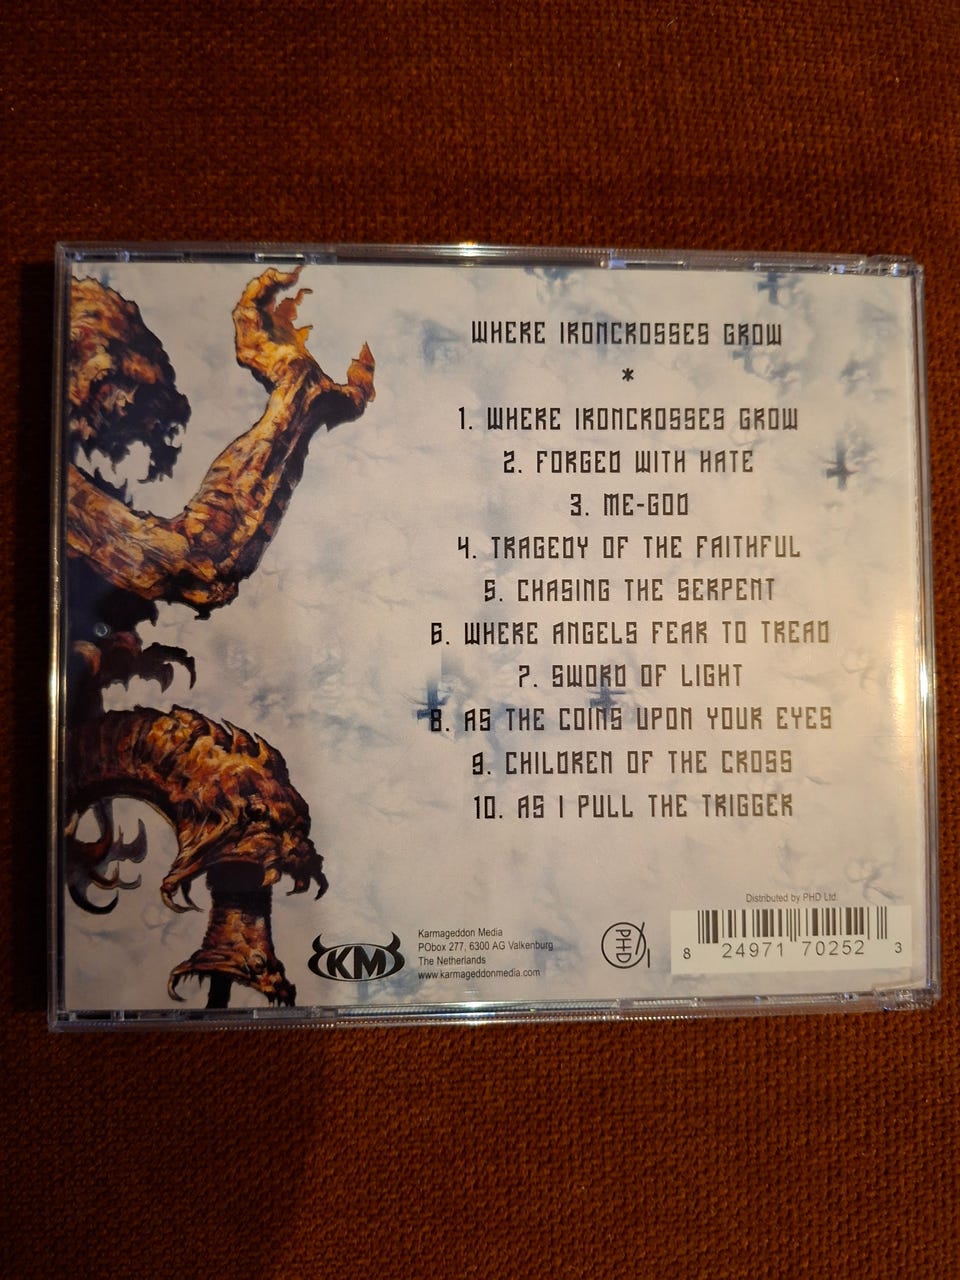 WHERE IRONCROSSES GROW
*
1. WHERE IRONCROSSES GROW
2. FORGED WITH HATE
3. ME-GOD
4. TRAGEDY OF THE FAITHFUL
5. CHASING THE SERPENT
6. WHERE ANGELS FEAR TO TREAD
7. SWORD OF LIGHT
8. AS THE COINS UPON YOUR EYES
9. CHILDREN OF THE CROSS
10. AS I PULL THE TRIGGER
Distributed by PHD Ltd.
KM
Karmageddon Media
PObox 277, 6300 AG Valkenburg
The Netherlands
www.karmageddonmedia.com
PHD
8 24971 70252 3